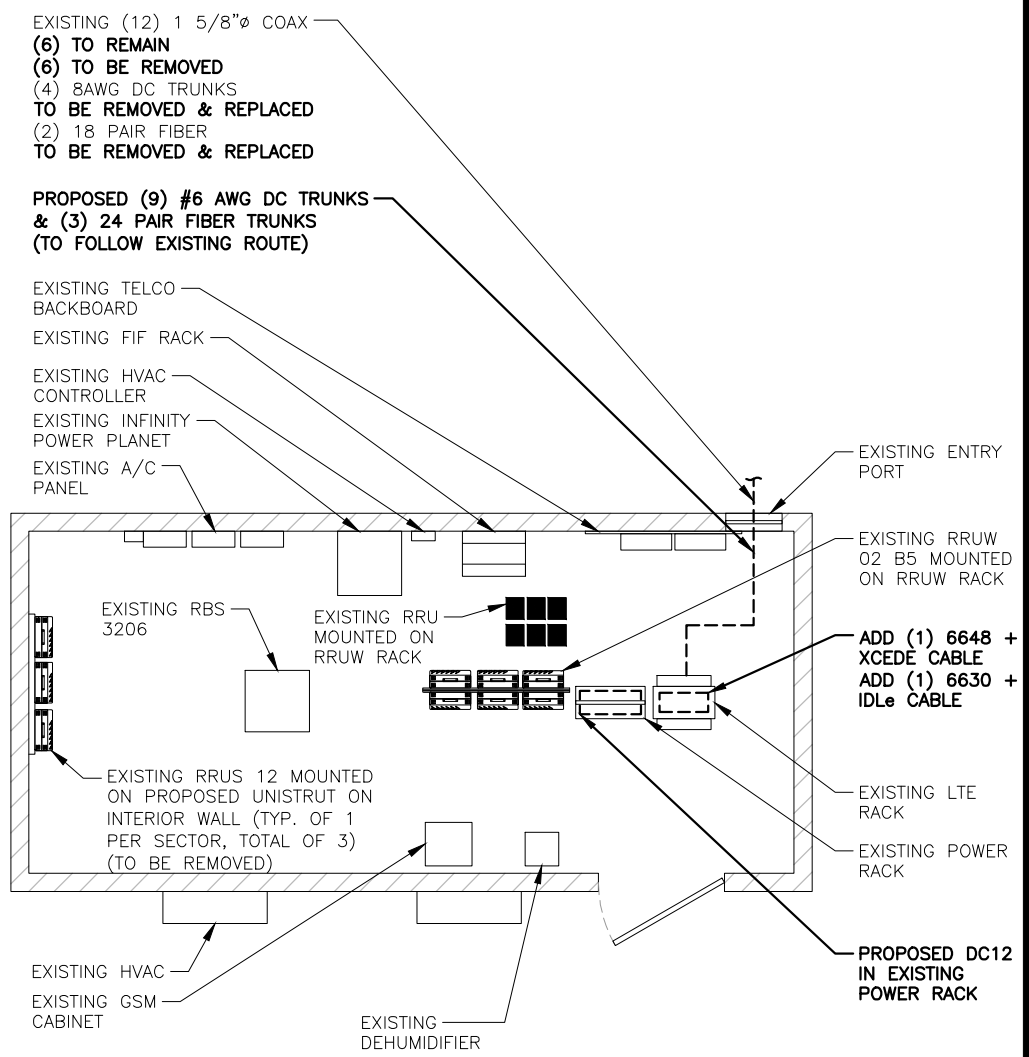 EXISTING (12) 1 5/8"ø COAX
(6) TO REMAIN
(6) TO BE REMOVED
(4) 8AWG DC TRUNKS
TO BE REMOVED & REPLACED
(2) 18 PAIR FIBER
TO BE REMOVED & REPLACED
PROPOSED (9) #6 AWG DC TRUNKS
& (3) 24 PAIR FIBER TRUNKS
(TO FOLLOW EXISTING ROUTE)
EXISTING TELCO
BACKBOARD
EXISTING FIF RACK
EXISTING HVAC
CONTROLLER
EXISTING INFINITY
POWER PLANET
EXISTING A/C
PANEL
EXISTING ENTRY
PORT
EXISTING RRUW
02 B5 MOUNTED
ON RRUW RACK
EXISTING RBS
3206
EXISTING RRU
MOUNTED ON
RRUW RACK
ADD (1) 6648 +
XCEDE CABLE
ADD (1) 6630 +
IDLe CABLE
EXISTING RRUS 12 MOUNTED
ON PROPOSED UNISTRUT ON
INTERIOR WALL (TYP. OF 1
PER SECTOR, TOTAL OF 3)
(TO BE REMOVED)
EXISTING LTE
RACK
EXISTING POWER
RACK
PROPOSED DC12
IN EXISTING
POWER RACK
EXISTING HVAC
EXISTING GSM
CABINET
EXISTING
DEHUMIDIFIER